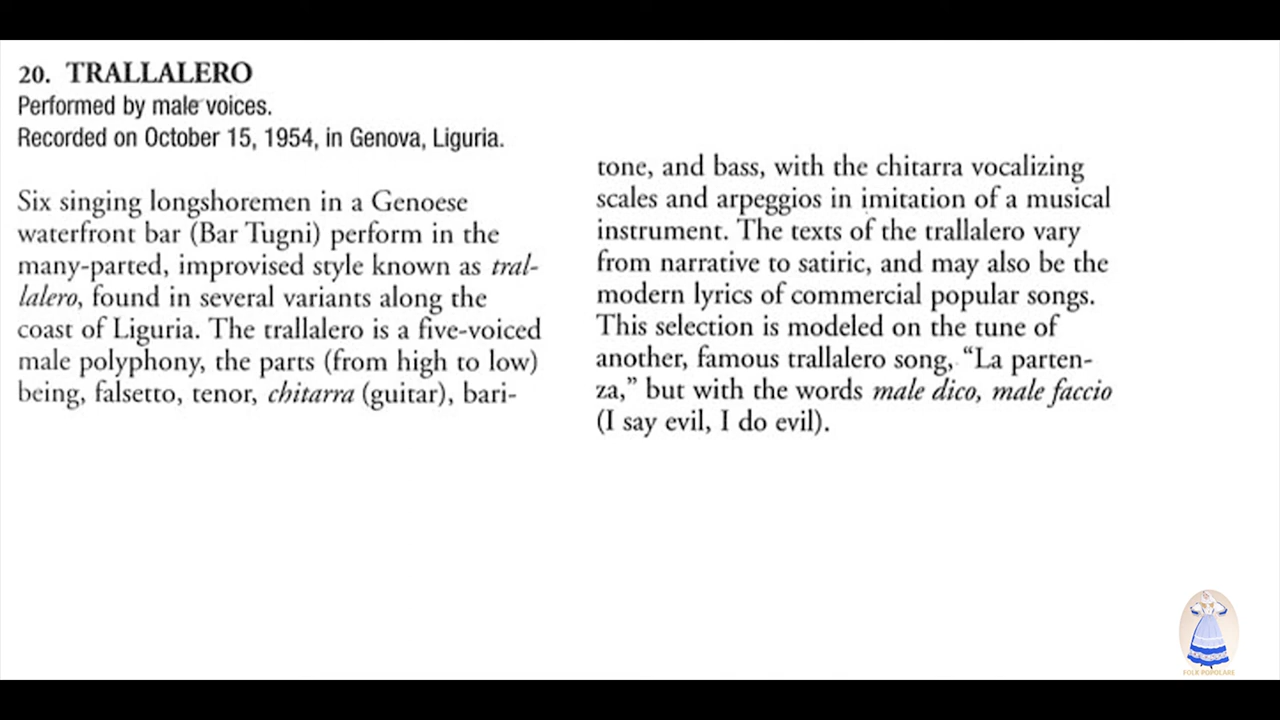 20. TRALLALERO
Performed by male voices.
Recorded on October 15, 1954, in Genova, Liguria.
Six singing longshoremen in a Genoese
waterfront bar (Bar Tugni) perform in the
many-parted, improvised style known as tral-
lalero, found in several variants along the
coast of Liguria. The trallalero is a five-voiced
male polyphony, the parts (from high to low)
being, falsetto, tenor, chitarra (guitar), bari-
tone, and bass, with the chitarra vocalizing
scales and arpeggios in imitation of a musical
instrument. The texts of the trallalero vary
from narrative to satiric, and may also be the
modern lyrics of commercial popular songs.
This selection is modeled on the tune of
another, famous trallalero song, “La parten-
za,” but with the words male dico, male faccio
(I say evil, I do evil).
FOLK POPOLARE